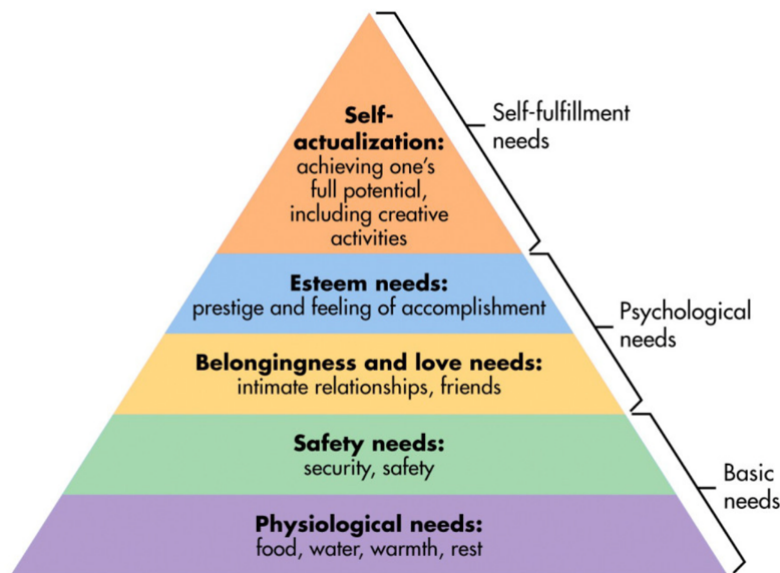 Self-
actualization:
achieving one's
full potential,
including creative
activities
Self-fulfillment
needs
Esteem needs:
prestige and feeling of accomplishment
Psychological
needs
Belongingness and love needs:
intimate relationships, friends
Safety needs:
security, safety
Basic
needs
Physiological needs:
food, water, warmth, rest